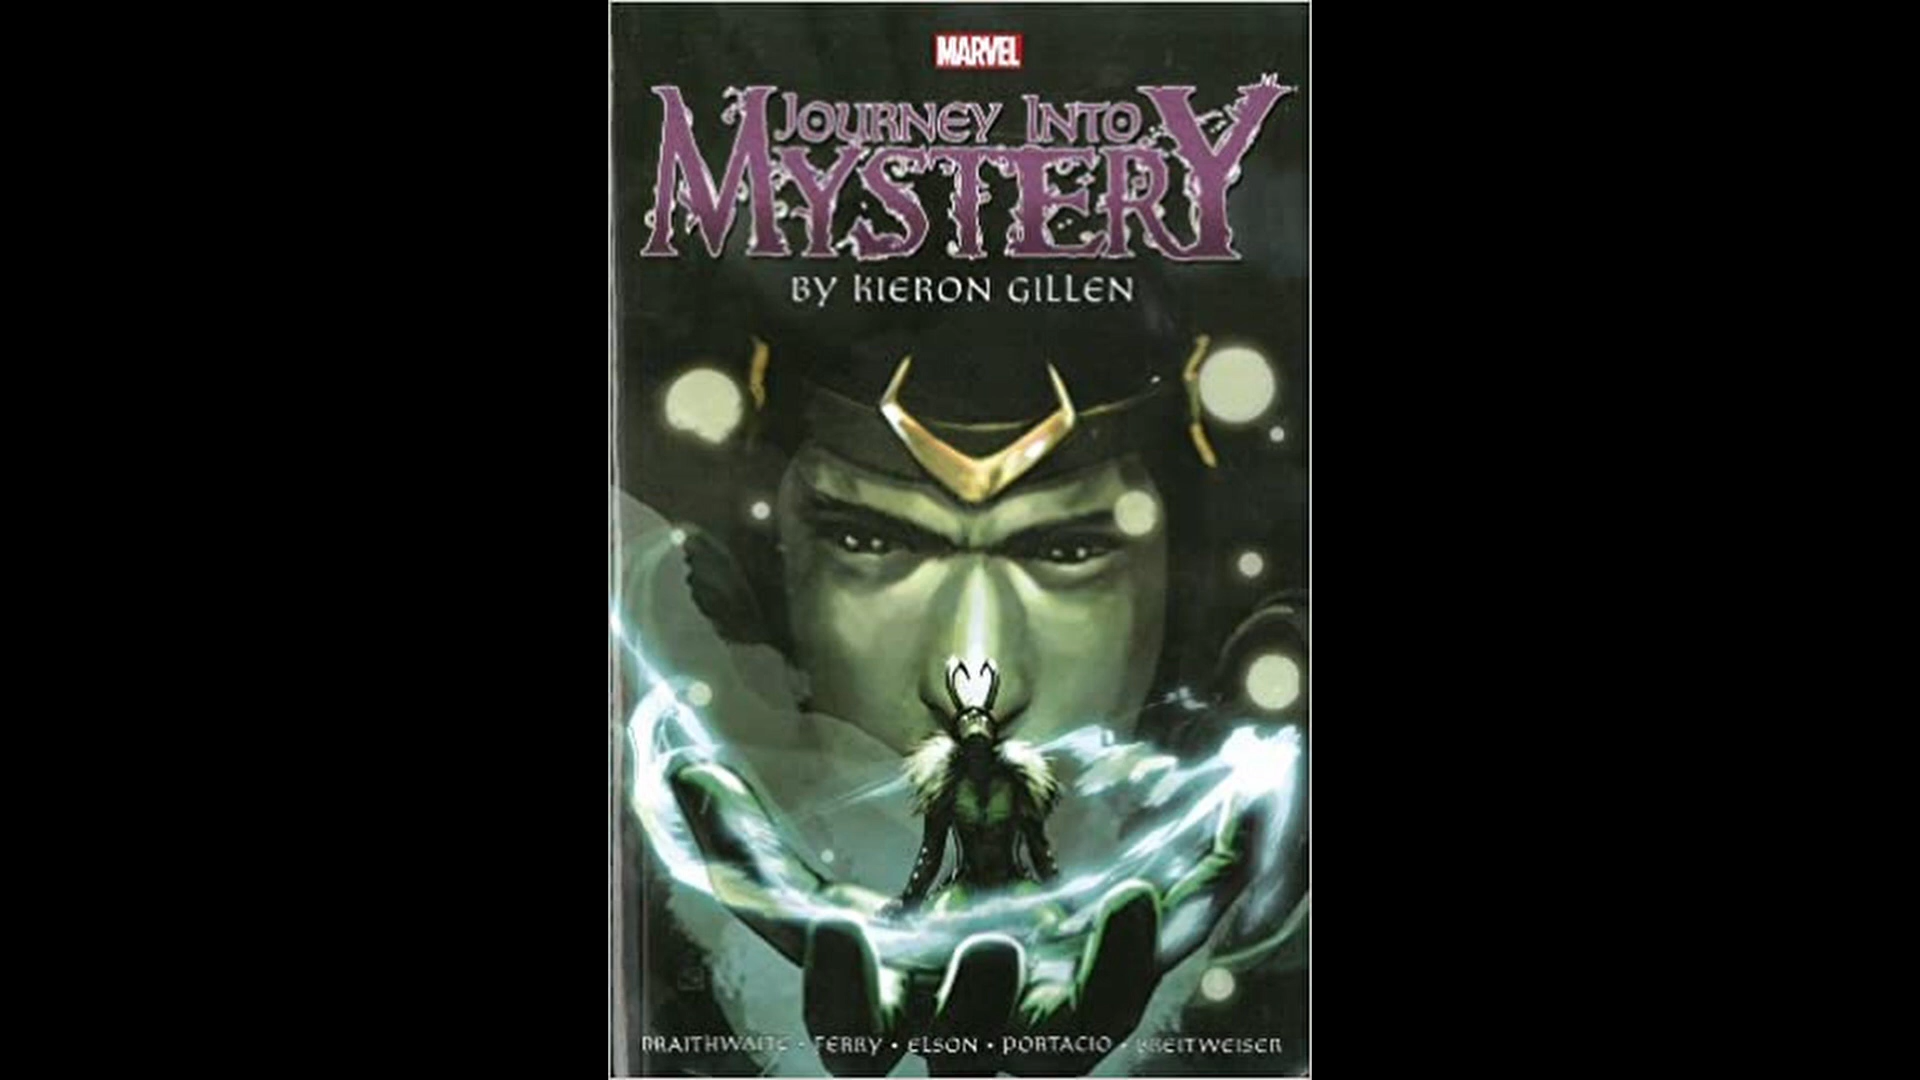 MARVEL
JOURNEY INTO
MYSTERY
BY KIERON GILLEN
BRAITHWAITE • FERRY • ELSON • PORTACIO • BREITWEISER